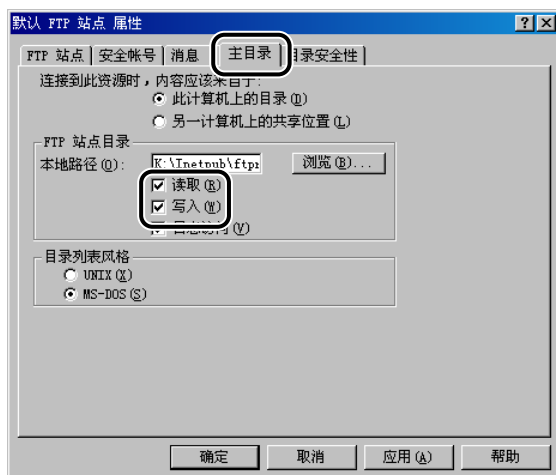 默认 FTP 站点 属性
FTP 站点 安全帐号 消息 主目录 目录安全性
连接到此资源时，内容应该来自于:
此计算机上的目录(D)
另一计算机上的共享位置(L)
FTP 站点目录
本地路径(O): K:\Inetpub\ftp 浏览(B)...
读取(R)
写入(W)
日志访问(V)
目录列表风格
UNIX(X)
MS-DOS(S)
确定 取消 应用(A) 帮助